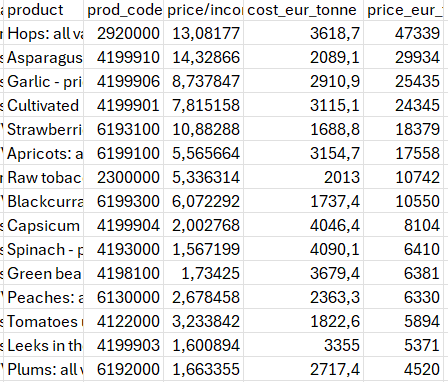 product prod_code price/incor cost_eur_tonne price_eur_
Hops: all va 2920000 13,08177 3618,7 47339
Asparagus 4199910 14,32866 2089,1 29934
Garlic - pri 4199906 8,737847 2910,9 25435
Cultivated 4199901 7,815158 3115,1 24345
Strawberri 6193100 10,88288 1688,8 18379
Apricots: a 6199100 5,565664 3154,7 17558
Raw tobac 2300000 5,336314 2013 10742
Blackcurra 6199300 6,072292 1737,4 10550
Capsicum 4199904 2,002768 4046,4 8104
Spinach - p 4193000 1,567199 4090,1 6410
Green bea 4198100 1,73425 3679,4 6381
Peaches: a 6130000 2,678458 2363,3 6330
Tomatoes 4122000 3,233842 1822,6 5894
Leeks in th 4199903 1,600894 3355 5371
Plums: all v 6192000 1,663355 2717,4 4520